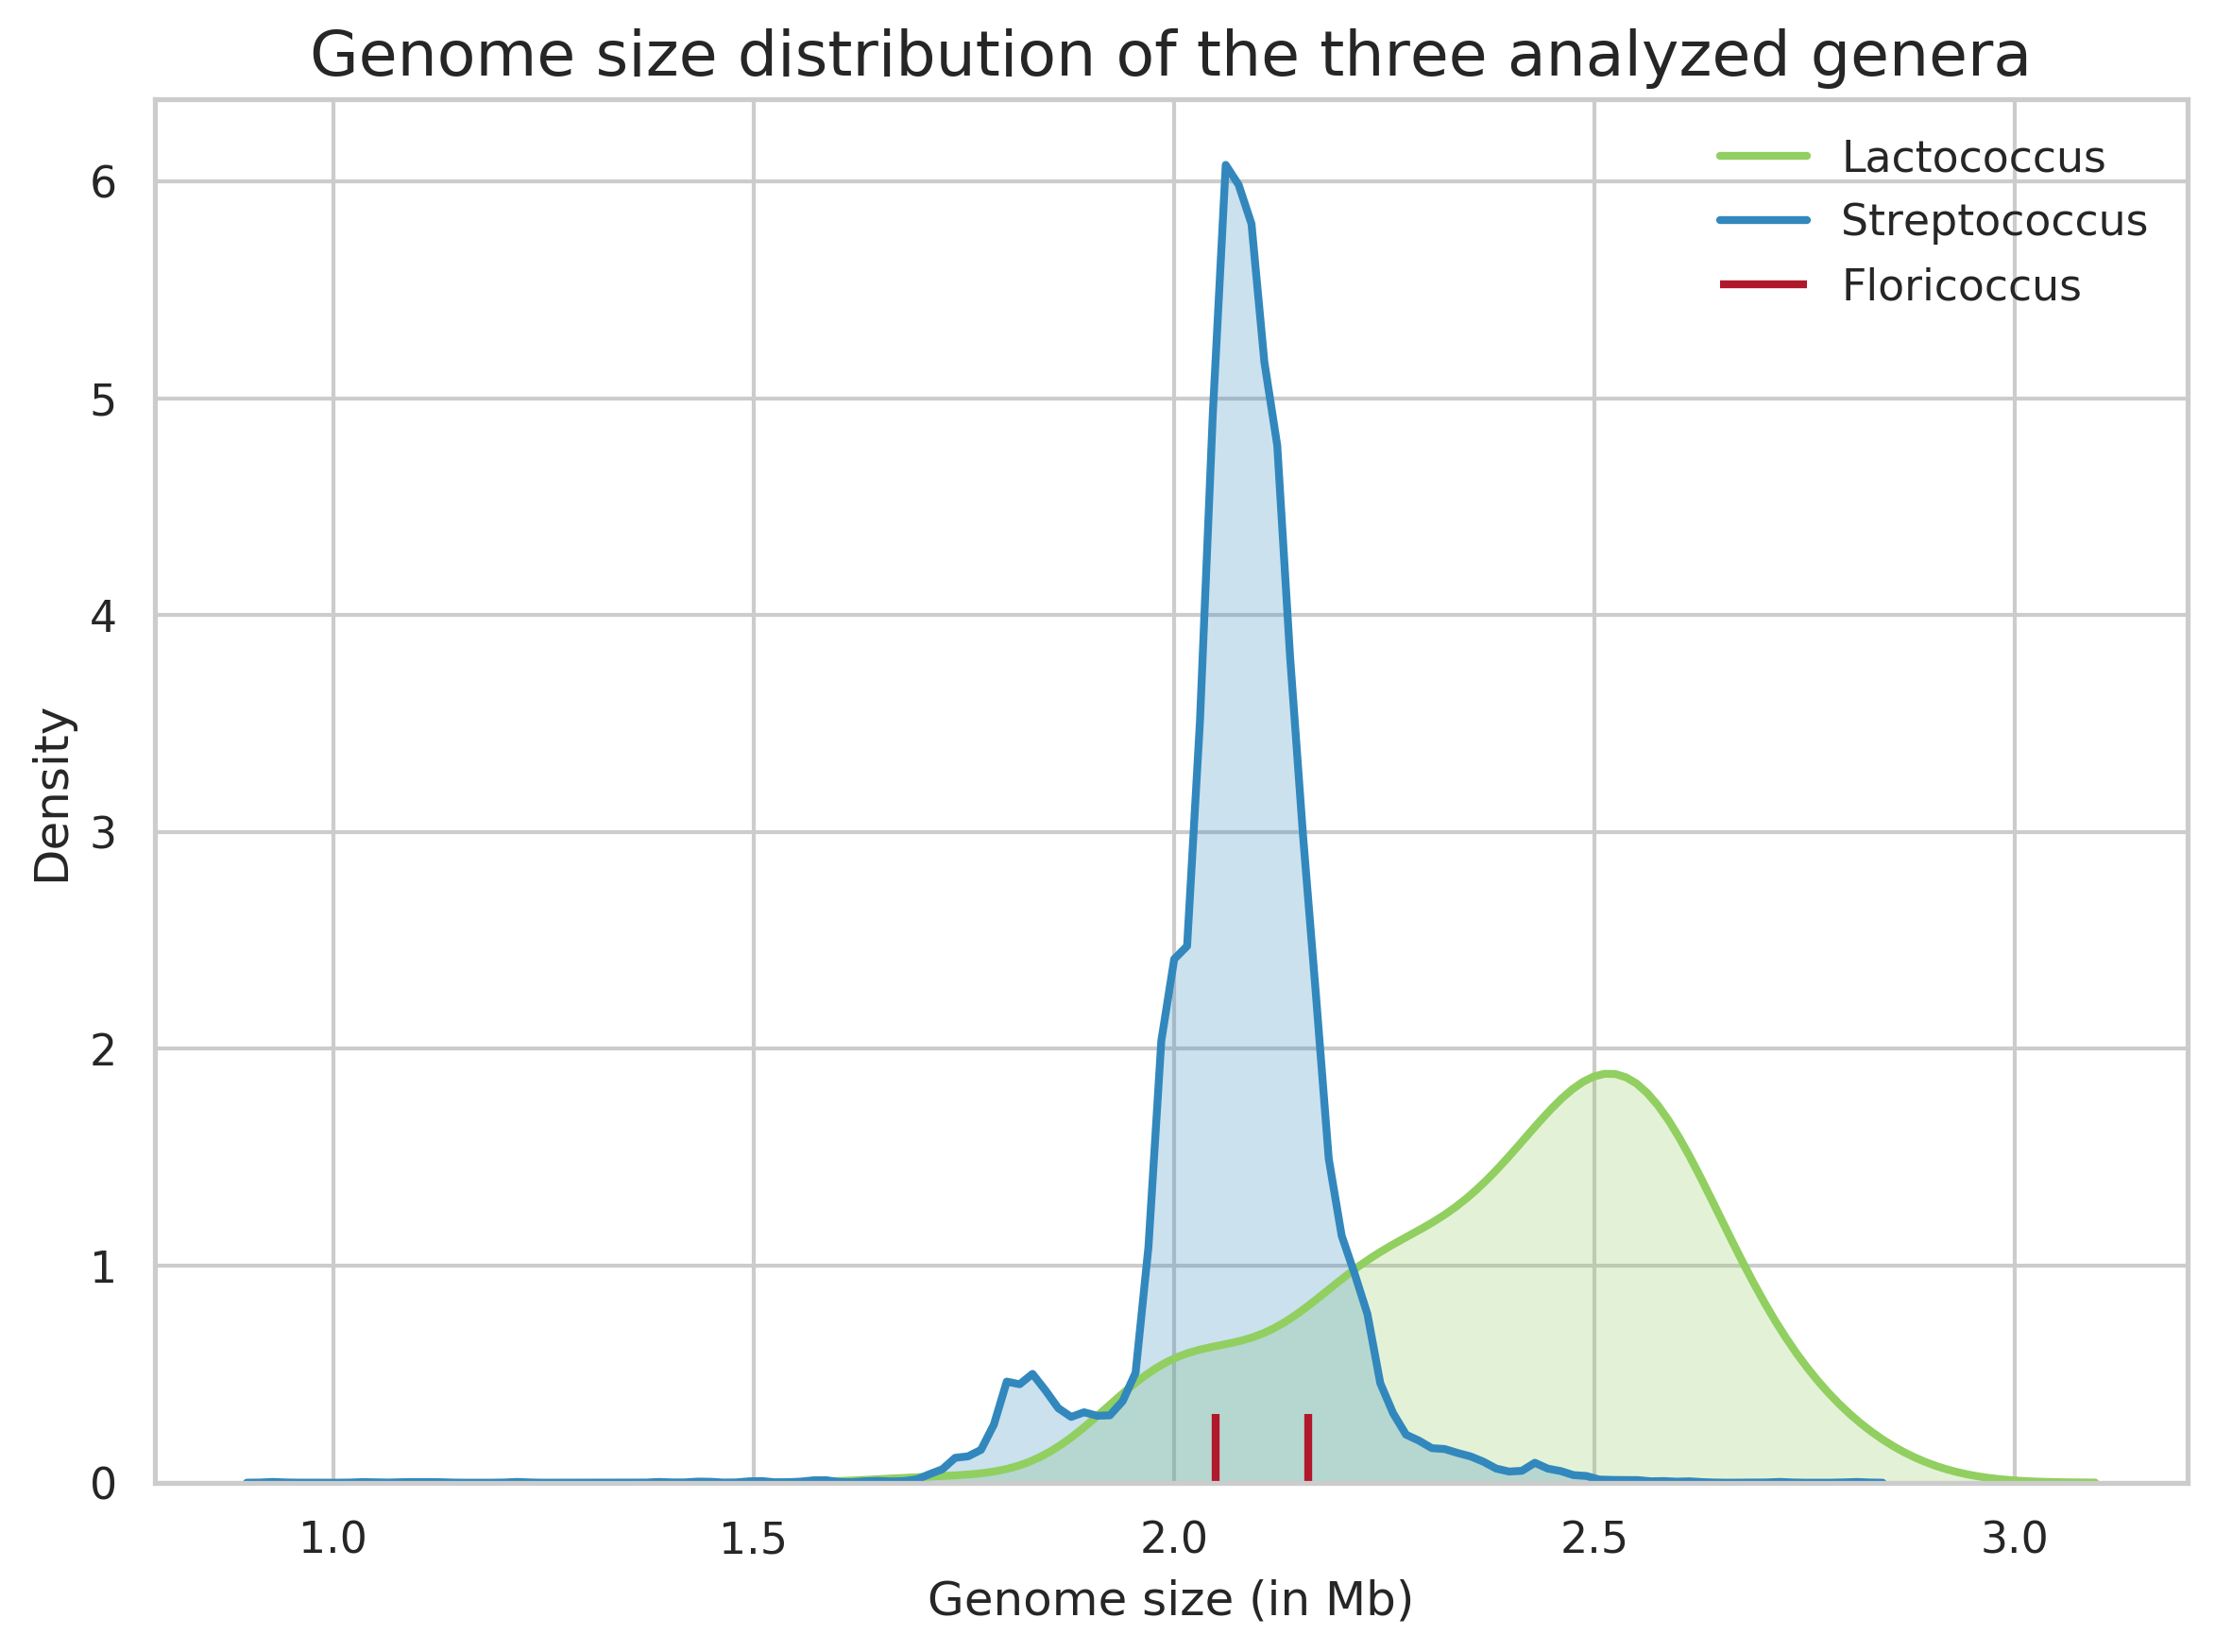 Genome size distribution of the three analyzed genera
Lactococcus
Streptococcus
Floricoccus
Density
6
5
4
3
2
1
0
1.0 1.5 2.0 2.5 3.0
Genome size (in Mb)